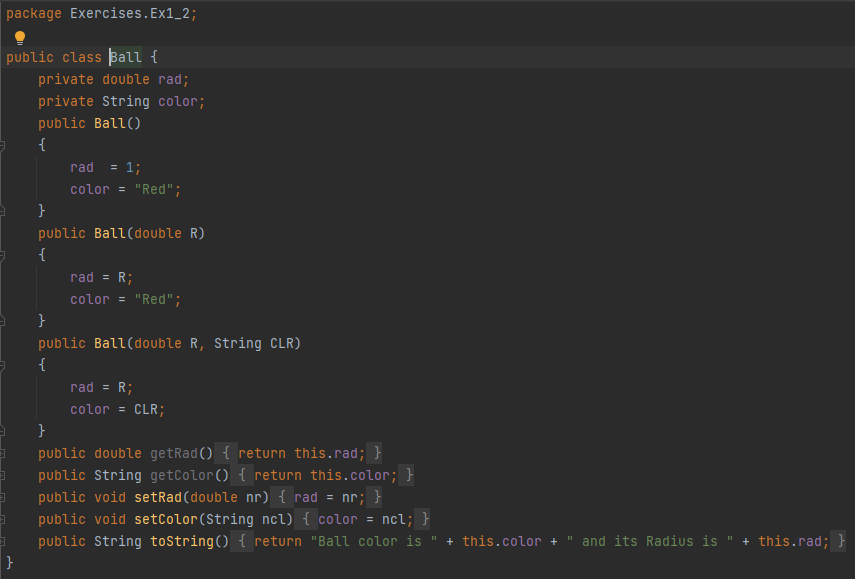 package Exercises.Ex1_2;
public class Ball {
    private double rad;
    private String color;
    public Ball()
    {
        rad  = 1;
        color = "Red";
    }
    public Ball(double R)
    {
        rad = R;
        color = "Red";
    }
    public Ball(double R, String CLR)
    {
        rad = R;
        color = CLR;
    }
    public double getRad() { return this.rad; }
    public String getColor() { return this.color; }
    public void setRad(double nr) { rad = nr; }
    public void setColor(String ncl) { color = ncl; }
    public String toString() { return "Ball color is " + this.color + " and its Radius is " + this.rad; }
}